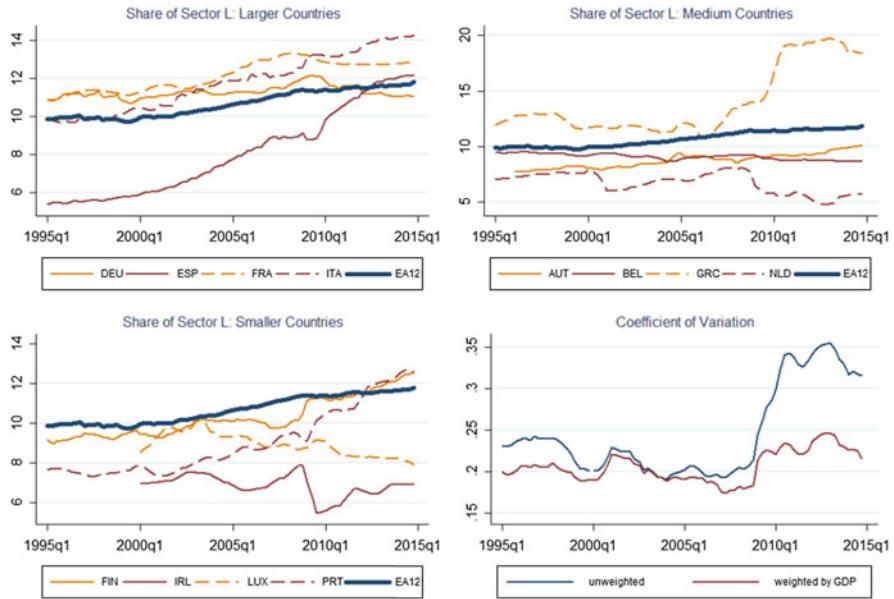 Share of Sector L: Larger Countries
14
12
10
8
6
1995q1 2000q1 2005q1 2010q1 2015q1
DEU ESP FRA ITA EA12
Share of Sector L: Medium Countries
20
15
10
5
1995q1 2000q1 2005q1 2010q1 2015q1
AUT BEL GRC NLD EA12
Share of Sector L: Smaller Countries
14
12
10
8
6
1995q1 2000q1 2005q1 2010q1 2015q1
FIN IRL LUX PRT EA12
Coefficient of Variation
.35
.3
.25
.2
.15
1995q1 2000q1 2005q1 2010q1 2015q1
unweighted weighted by GDP